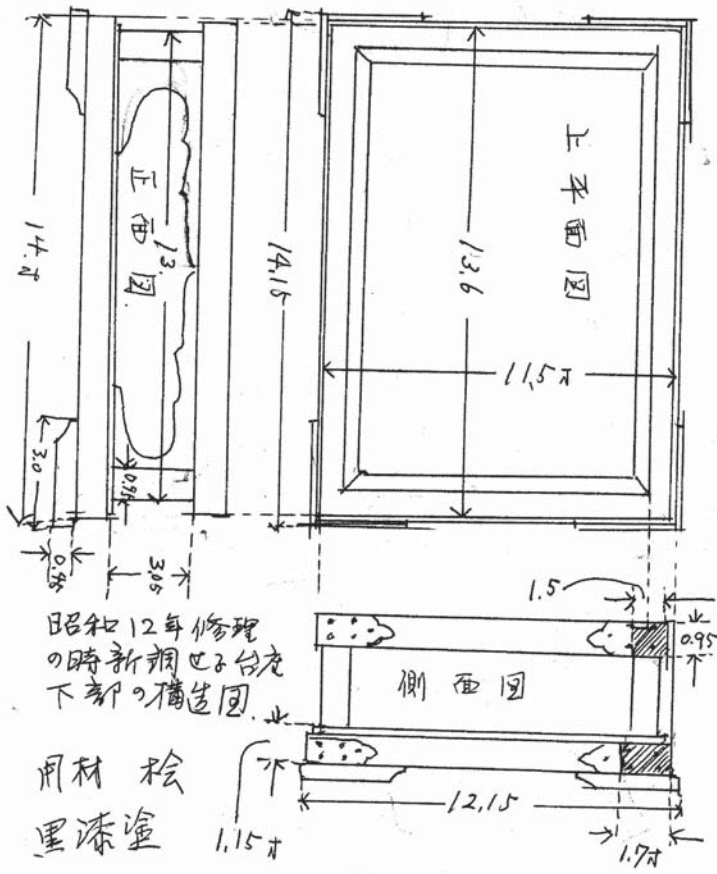 上平面図
13.6
11.5寸
14.15
正面図
13.
14.寸
3.0
0.95
0.95
3.05
昭和12年修理
の時新調せる台座
下部の構造図.
用材 桧
黒漆塗
側面図
1.5
0.95
12.15
1.15寸
1.7寸